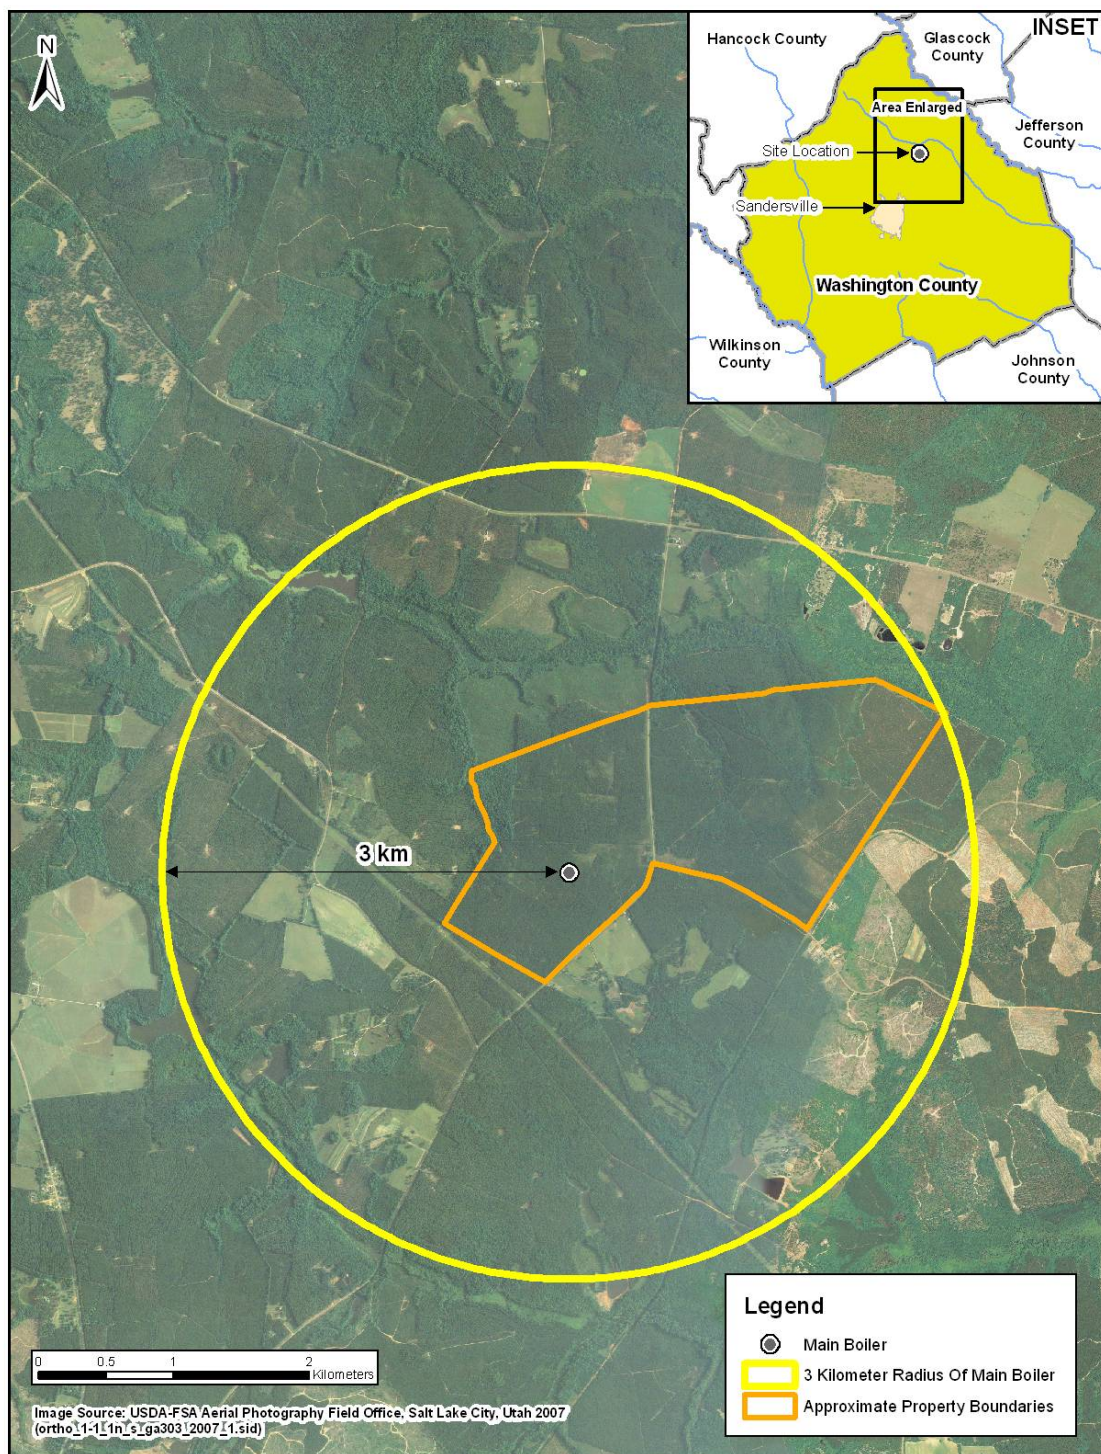 N
INSET
Hancock County
Glascock
County
Area Enlarged
Jefferson
County
Site Location
Sandersville
Washington County
Wilkinson
County
Johnson
County
3 km
Legend
Main Boiler
3 Kilometer Radius Of Main Boiler
Approximate Property Boundaries
0 0.5 1 2
Kilometers
Image Source: USDA-FSA Aerial Photography Field Office, Salt Lake City, Utah 2007
(ortho_1-1_1n_s_ga303_2007_1.sid)